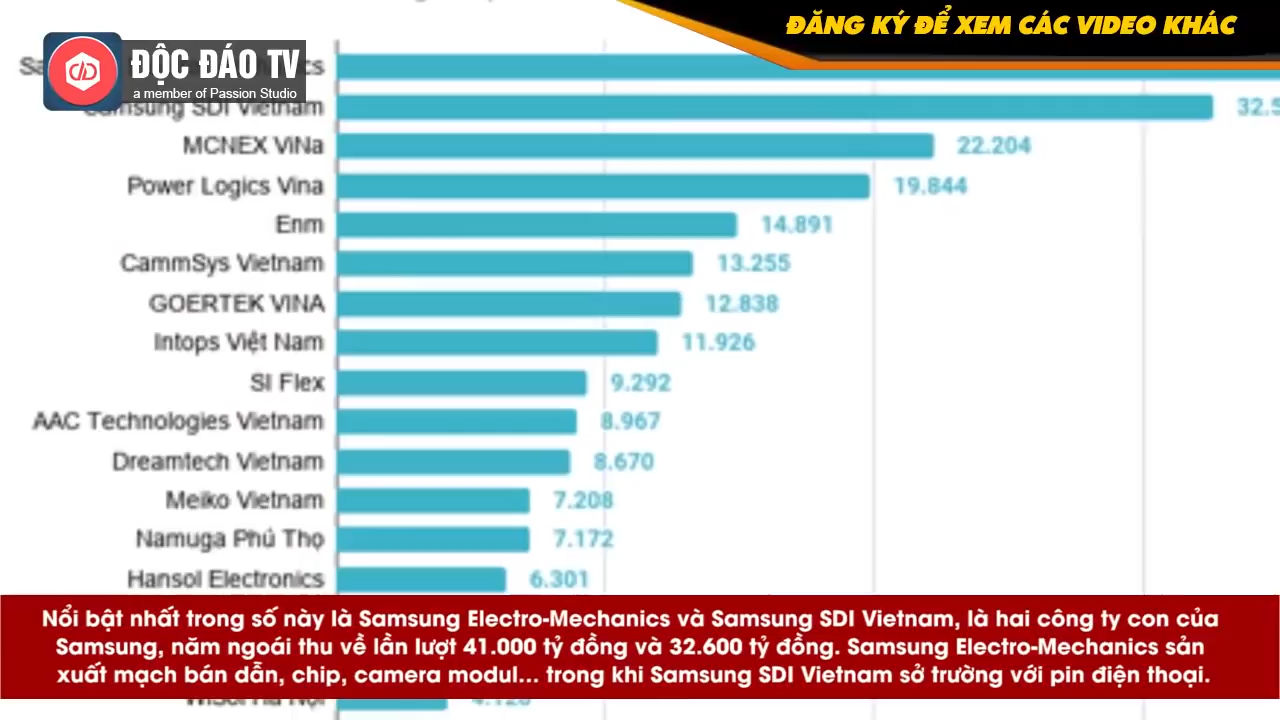 ĐĂNG KÝ ĐỂ XEM CÁC VIDEO KHÁC
ĐỘC ĐÁO TV
a member of Passion Studio
Samsung SDI Vietnam
MCNEX ViNa 22.204
Power Logics Vina 19.844
Enm 14.891
CammSys Vietnam 13.255
GOERTEK VINA 12.838
Intops Việt Nam 11.926
SI Flex 9.292
AAC Technologies Vietnam 8.967
Dreamtech Vietnam 8.670
Meiko Vietnam 7.208
Namuga Phú Thọ 7.172
Hansol Electronics 6.301
Nổi bật nhất trong số này là Samsung Electro-Mechanics và Samsung SDI Vietnam, là hai công ty con của
Samsung, năm ngoái thu về lần lượt 41.000 tỷ đồng và 32.600 tỷ đồng. Samsung Electro-Mechanics sản
xuất mạch bán dẫn, chip, camera modul... trong khi Samsung SDI Vietnam sở trường với pin điện thoại.